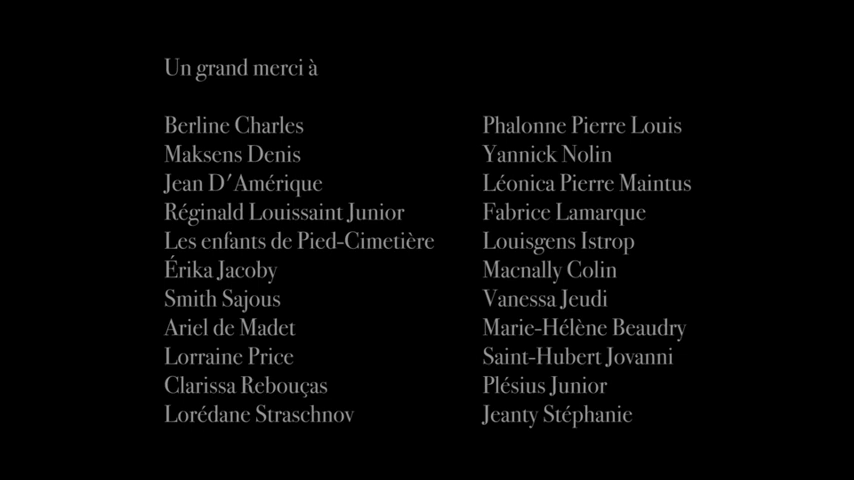 Un grand merci à
Berline Charles
Maksens Denis
Jean D'Amérique
Réginald Louissaint Junior
Les enfants de Pied-Cimetière
Érika Jacoby
Smith Sajous
Ariel de Madet
Lorraine Price
Clarissa Rebouças
Lorédane Straschnov
Phalonne Pierre Louis
Yannick Nolin
Léonica Pierre Maintus
Fabrice Lamarque
Louisgens Istrop
Macnally Colin
Vanessa Jeudi
Marie-Hélène Beaudry
Saint-Hubert Jovanni
Plésius Junior
Jeanty Stéphanie